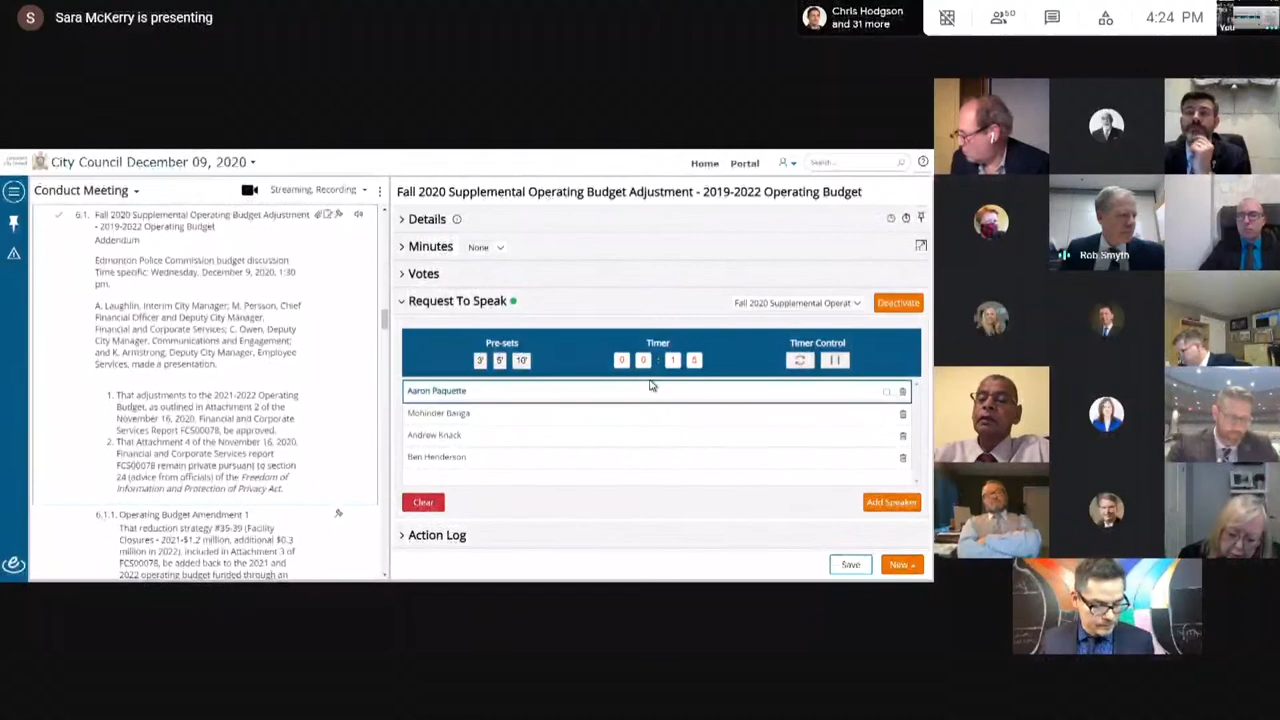 S Sara McKerry is presenting
Chris Hodgson
and 31 more
50
4:24 PM
You
City Council December 09, 2020
Home Portal Search...
Conduct Meeting
Streaming, Recording
6.1. Fall 2020 Supplemental Operating Budget Adjustment
- 2019-2022 Operating Budget
Addendum
Edmonton Police Commission budget discussion
Time specific: Wednesday, December 9, 2020, 1:30
pm.
A. Laughlin, Interim City Manager; M. Persson, Chief
Financial Officer and Deputy City Manager,
Financial and Corporate Services; C. Owen, Deputy
City Manager, Communications and Engagement;
and K. Armstrong, Deputy City Manager, Employee
Services, made a presentation.
1. That adjustments to the 2021-2022 Operating
Budget, as outlined in Attachment 2 of the
November 16, 2020, Financial and Corporate
Services Report FCS00078, be approved.
2. That Attachment 4 of the November 16, 2020,
Financial and Corporate Services report
FCS00078 remain private pursuant to section
24 (advice from officials) of the Freedom of
Information and Protection of Privacy Act.
6.1.1. Operating Budget Amendment 1
That reduction strategy #35-39 (Facility
Closures - 2021-$1.2 million, additional $0.3
million in 2022), included in Attachment 3 of
FCS00078, be added back to the 2021 and
2022 operating budget funded through an
Fall 2020 Supplemental Operating Budget Adjustment - 2019-2022 Operating Budget
Details
Minutes None
Votes
Request To Speak
Fall 2020 Supplemental Operat
Deactivate
Pre-sets Timer Timer Control
3' 5' 10' 0 0 : 1 6
Aaron Paquette
Mohinder Banga
Andrew Knack
Ben Henderson
Clear Add Speaker
Action Log
Save New
Rob Smyth